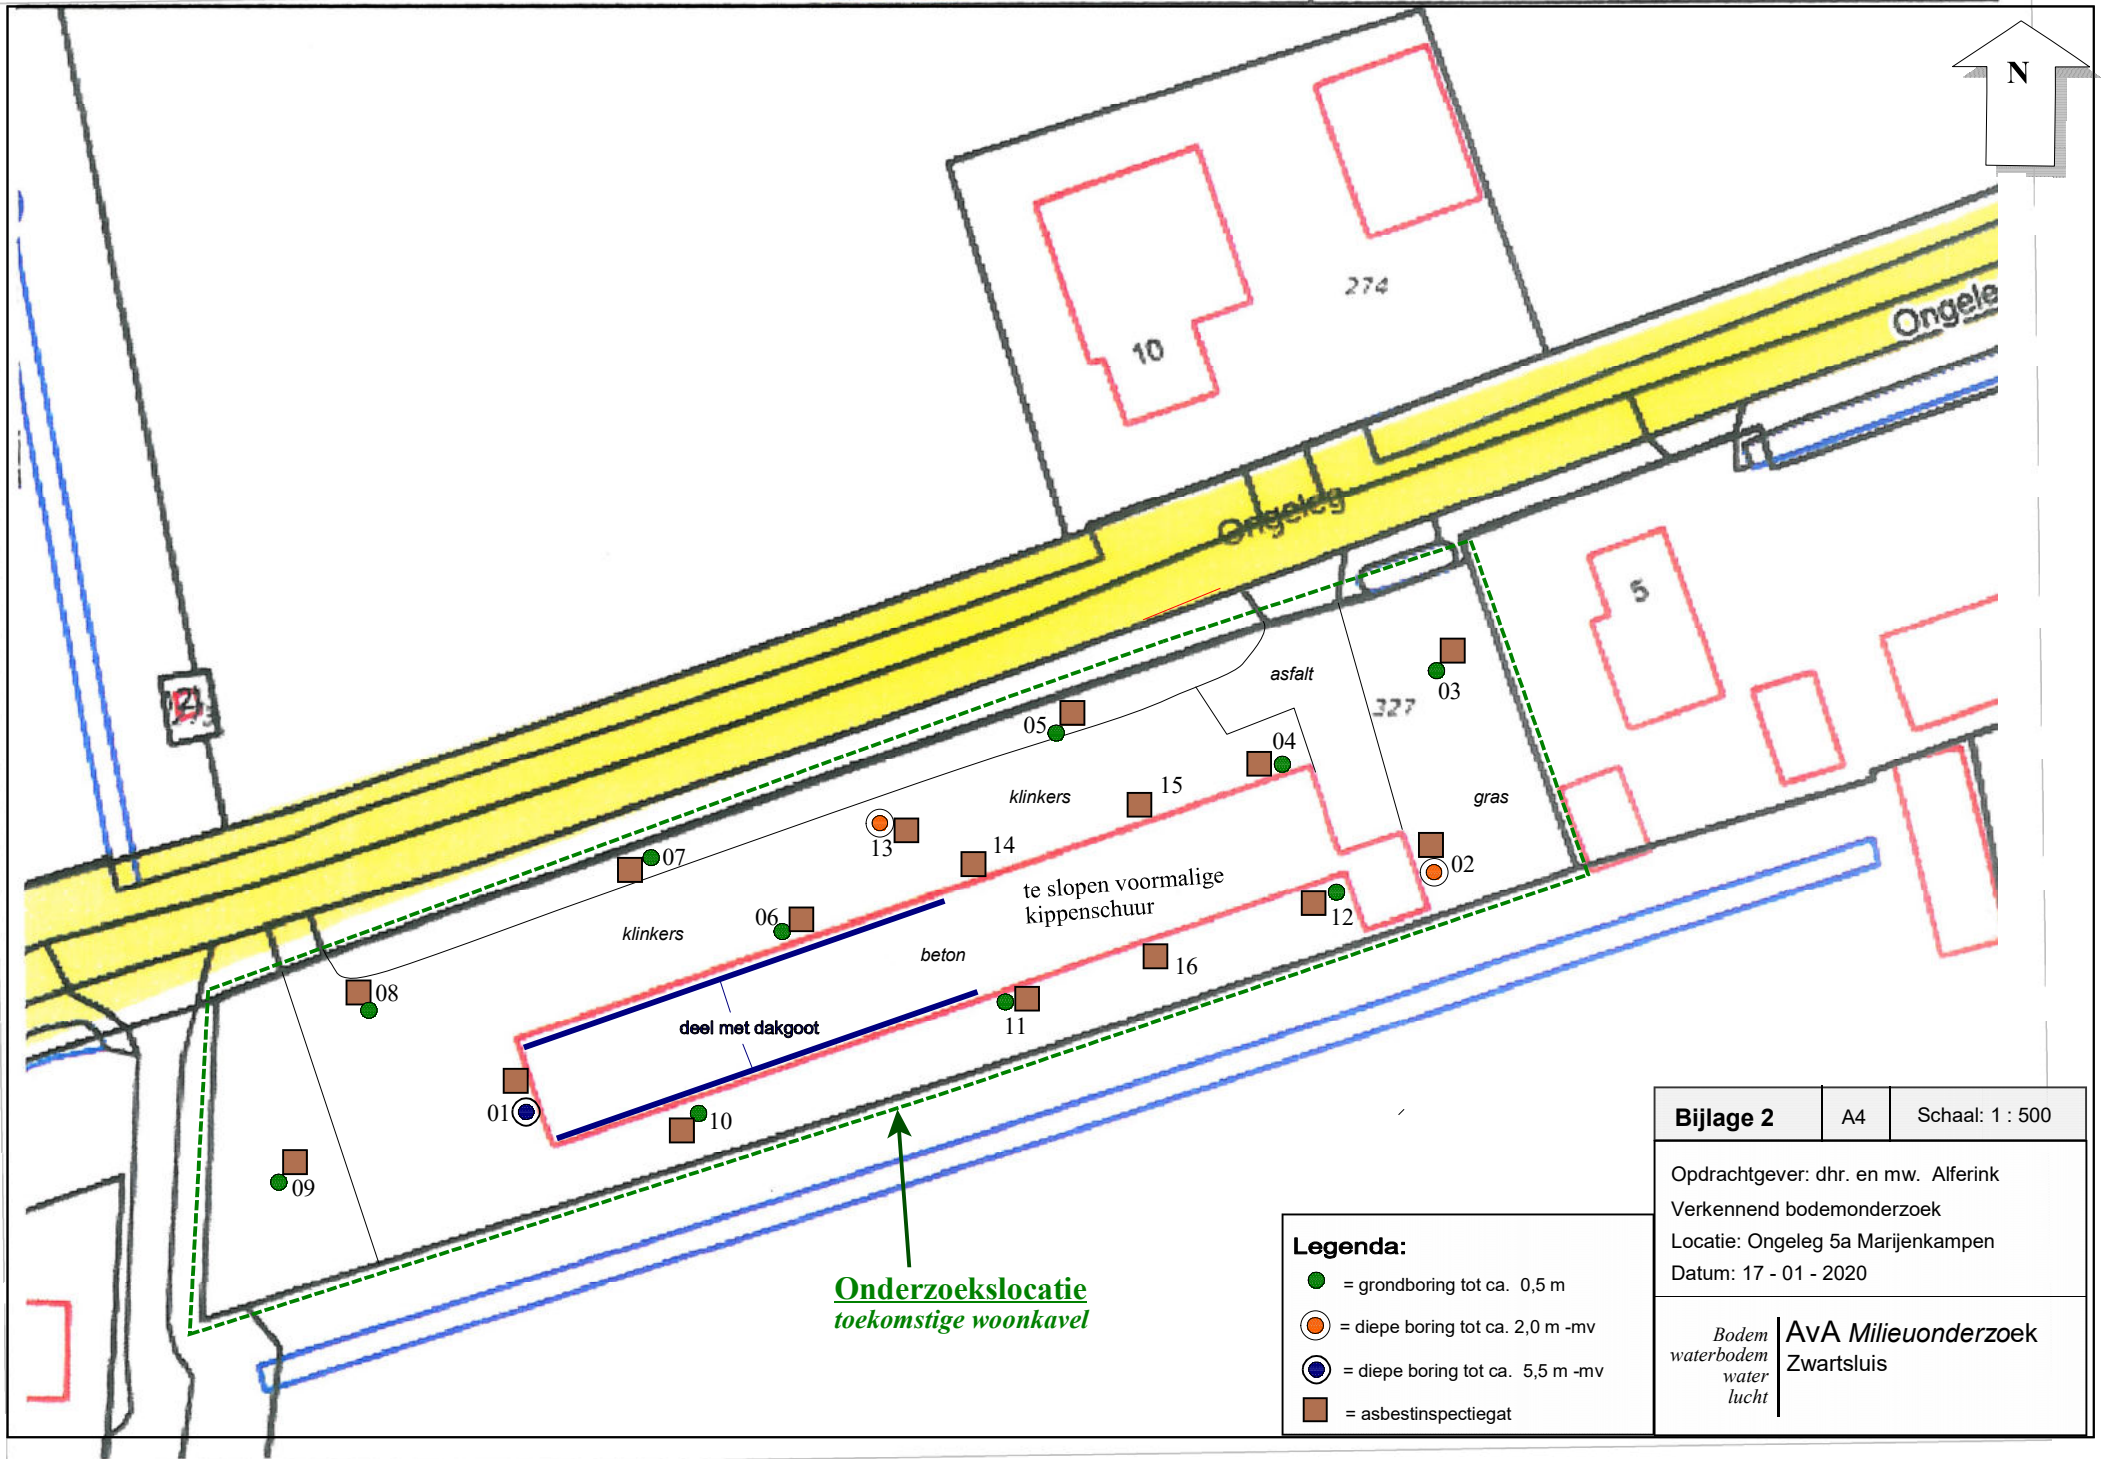 N
274
10
Ongele
Ongeleg
5
asfalt
327
03
05
04
15
klinkers
gras
13
14
07
02
te slopen voormalige
kippenschuur
06
12
klinkers
beton
16
08
deel met dakgoot
11
01
10
09
Onderzoekslocatie
toekomstige woonkavel
Legenda:
= grondboring tot ca. 0,5 m
= diepe boring tot ca. 2,0 m -mv
= diepe boring tot ca. 5,5 m -mv
= asbestinspectiegat
Bijlage 2 A4 Schaal: 1 : 500
Opdrachtgever: dhr. en mw. Alferink
Verkennend bodemonderzoek
Locatie: Ongeleg 5a Marijenkampen
Datum: 17 - 01 - 2020
Bodem
waterbodem
water
lucht
AvA Milieuonderzoek
Zwartsluis